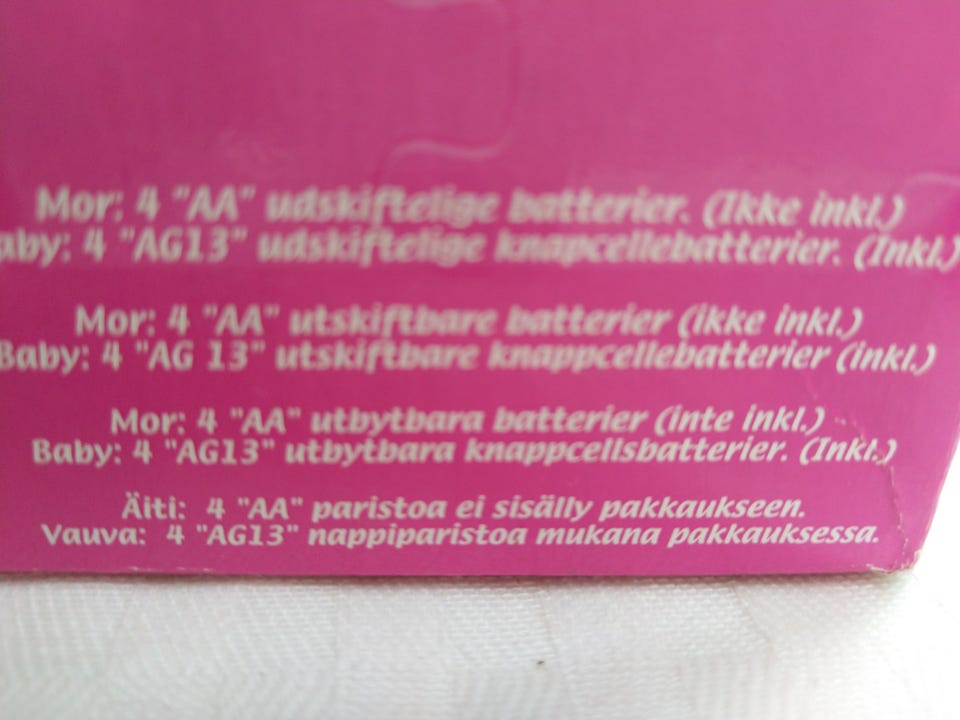 Mor: 4 "AA" udskiftelige batterier. (Ikke inkl.)
aby: 4 "AG13" udskiftelige knapcellebatterier. (Inkl.)
Mor: 4 "AA" utskiftbare batterier (ikke inkl.)
Baby: 4 "AG 13" utskiftbare knappcellebatterier (inkl.)
Mor: 4 "AA" utbytbara batterier (inte inkl.)
Baby: 4 "AG13" utbytbara knappcellsbatterier. (Inkl.)
Äiti: 4 "AA" paristoa ei sisälly pakkaukseen.
Vauva: 4 "AG13" nappiparistoa mukana pakkauksessa.